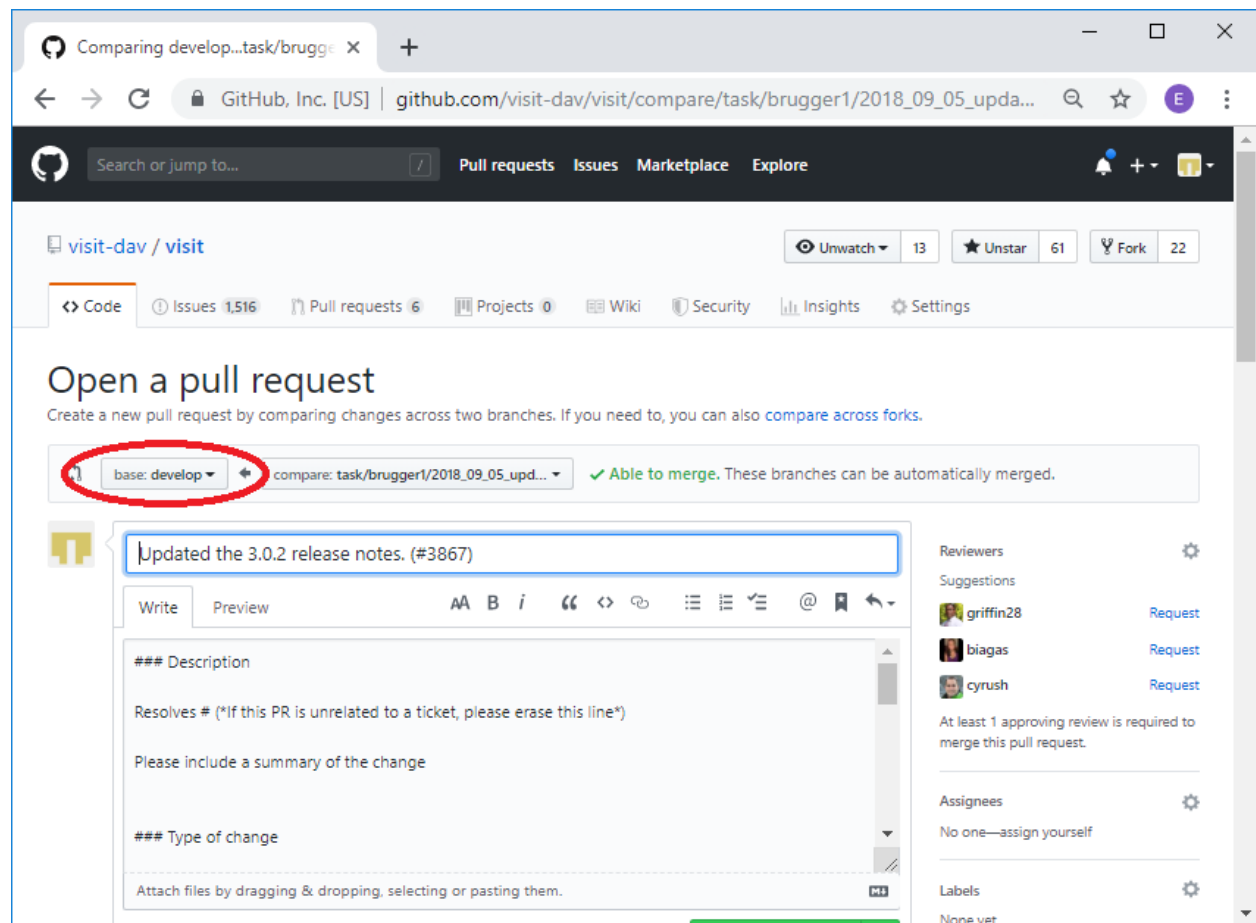 Comparing develop...task/brugge
GitHub, Inc. [US] | github.com/visit-dav/visit/compare/task/brugger1/2018_09_05_upda... E
Search or jump to... / Pull requests Issues Marketplace Explore
visit-dav / visit Unwatch 13 Unstar 61 Fork 22
<> Code Issues 1,516 Pull requests 6 Projects 0 Wiki Security Insights Settings
Open a pull request
Create a new pull request by comparing changes across two branches. If you need to, you can also compare across forks.
base: develop compare: task/brugger1/2018_09_05_upd... ✓ Able to merge. These branches can be automatically merged.
Updated the 3.0.2 release notes. (#3867)
Write Preview AA B i “ <> @
### Description
Resolves # (*If this PR is unrelated to a ticket, please erase this line*)
Please include a summary of the change
### Type of change
Attach files by dragging & dropping, selecting or pasting them.
Reviewers
Suggestions
griffin28 Request
biagas Request
cyrush Request
At least 1 approving review is required to
merge this pull request.
Assignees
No one—assign yourself
Labels
None yet